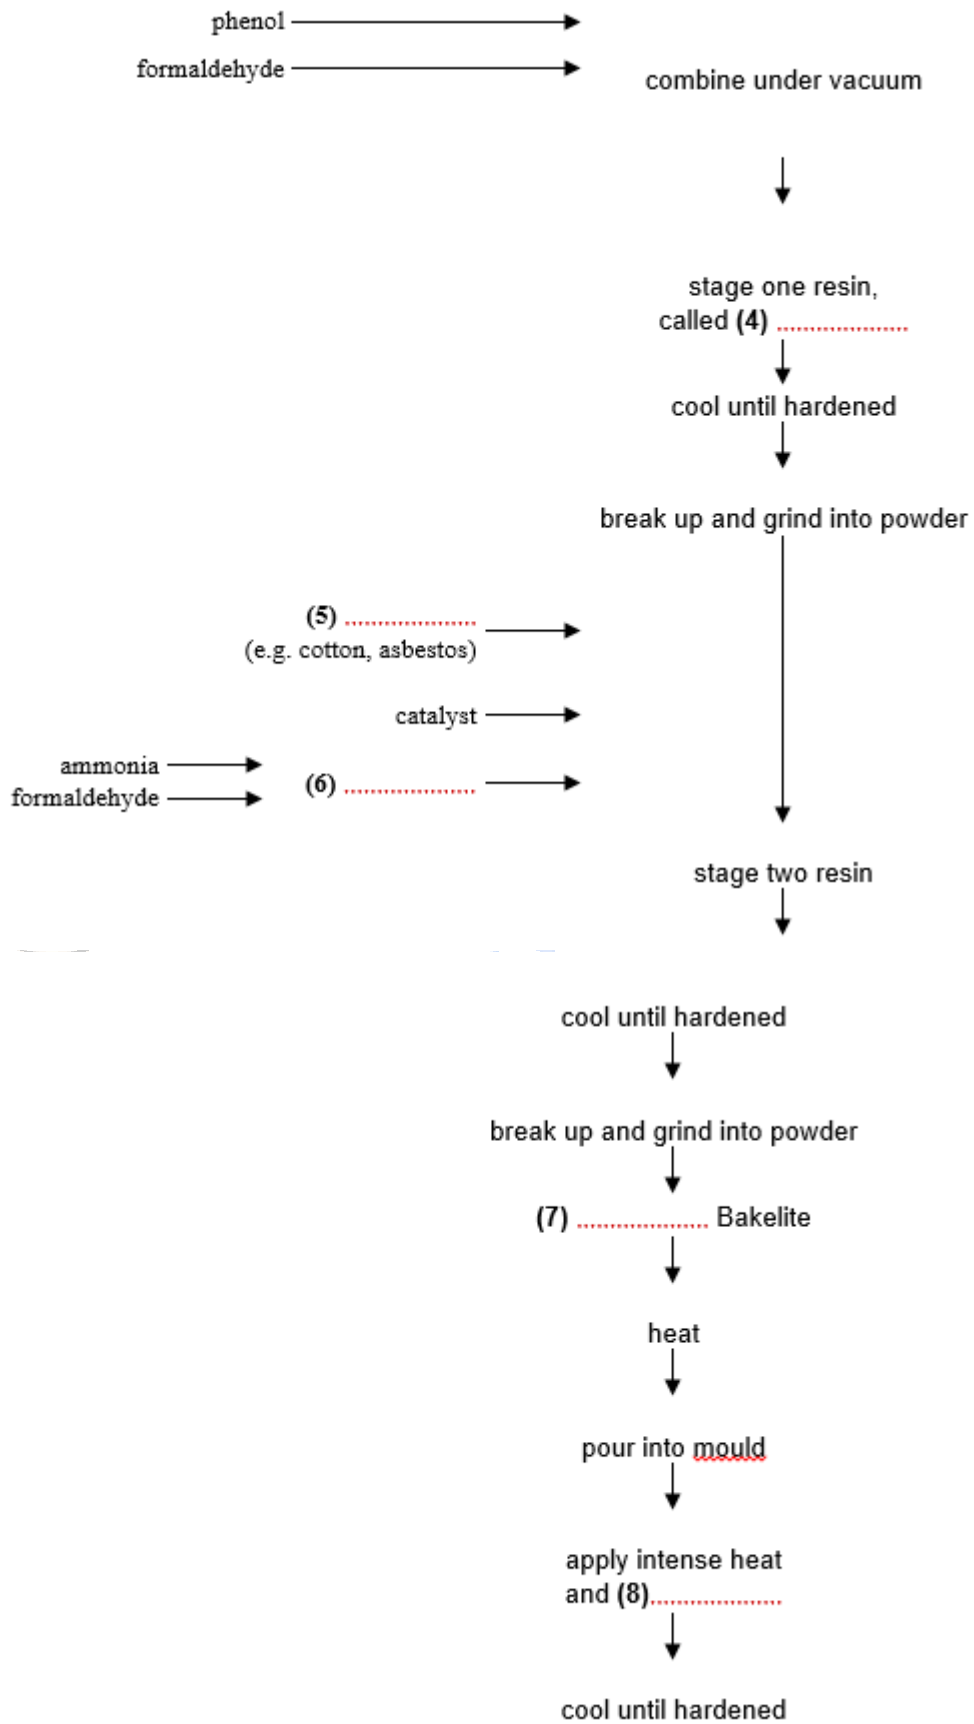 phenol
formaldehyde
combine under vacuum
stage one resin,
called (4) ....................
cool until hardened
break up and grind into powder
(5) ....................
(e.g. cotton, asbestos)
catalyst
ammonia
formaldehyde
(6) ....................
stage two resin
cool until hardened
break up and grind into powder
(7) .................... Bakelite
heat
pour into mould
apply intense heat
and (8)....................
cool until hardened